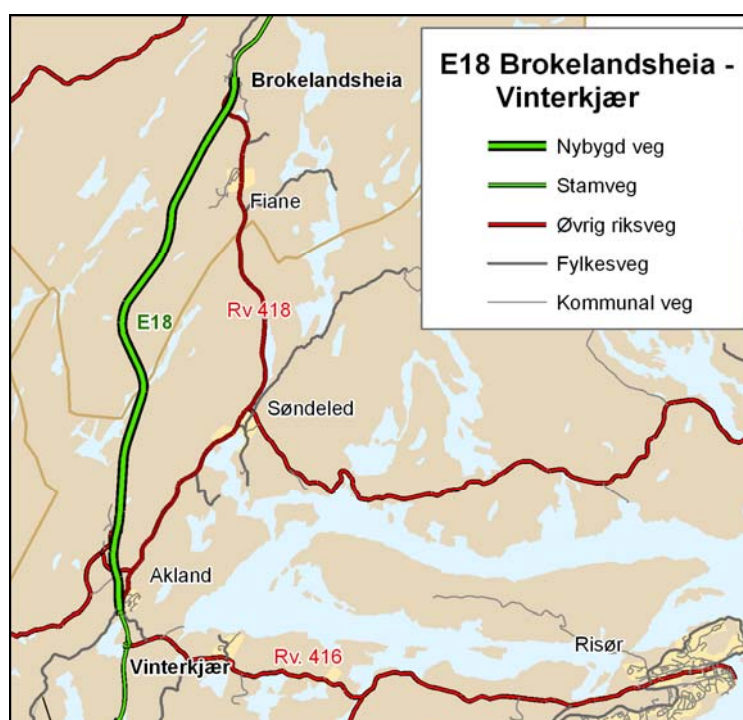 E18 Brokelandsheia -
Vinterkjær
Nybygd veg
Stamveg
Øvrig riksveg
Fylkesveg
Kommunal veg
Brokelandsheia
Fiane
E18
Rv 418
Søndeled
Akland
Vinterkjær
Rv. 416
Risør